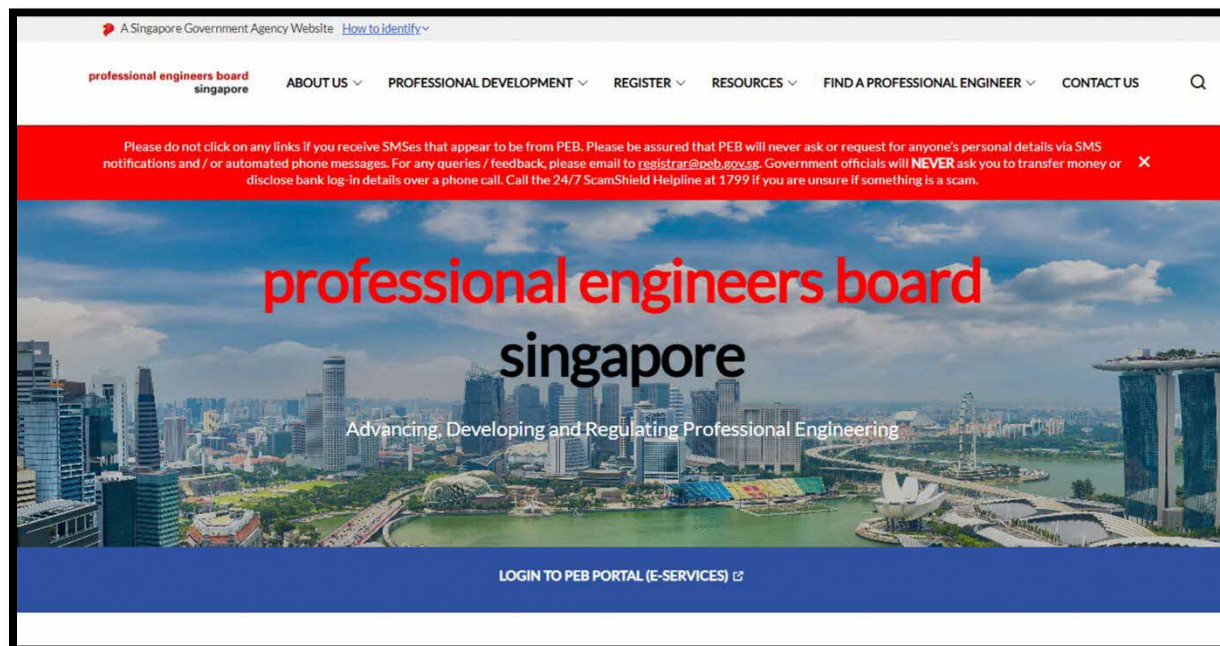 A Singapore Government Agency Website How to identify
professional engineers board
singapore
ABOUT US PROFESSIONAL DEVELOPMENT REGISTER RESOURCES FIND A PROFESSIONAL ENGINEER CONTACT US
Please do not click on any links if you receive SMSes that appear to be from PEB. Please be assured that PEB will never ask or request for anyone's personal details via SMS
notifications and / or automated phone messages. For any queries / feedback, please email to registrar@peb.gov.sg. Government officials will NEVER ask you to transfer money or
disclose bank log-in details over a phone call. Call the 24/7 ScamShield Helpline at 1799 if you are unsure if something is a scam.
professional engineers board
singapore
Advancing, Developing and Regulating Professional Engineering
LOGIN TO PEB PORTAL (E-SERVICES)